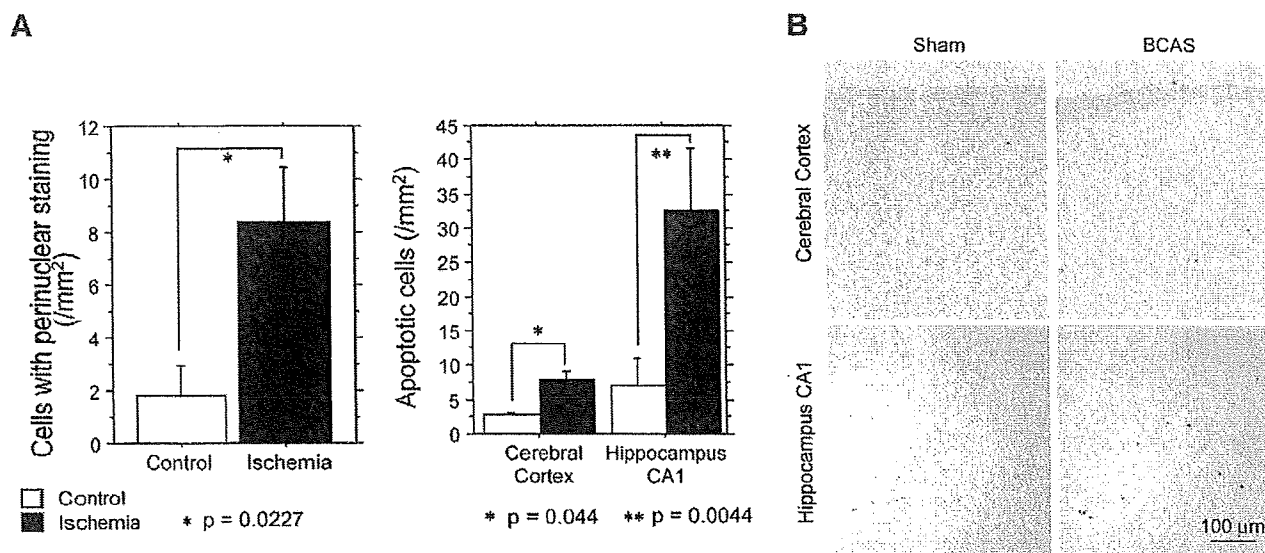 A
Cells with perinuclear staining
(/mm²)
12
10
8
6
4
2
0
*
Control
Ischemia
Control
Ischemia
* p = 0.0227
Apoptotic cells (/mm²)
45
40
35
30
25
20
15
10
5
0
*
**
Cerebral
Cortex
Hippocampus
CA1
* p = 0.044
** p = 0.0044
B
Sham
BCAS
Cerebral Cortex
Hippocampus CA1
100 µm